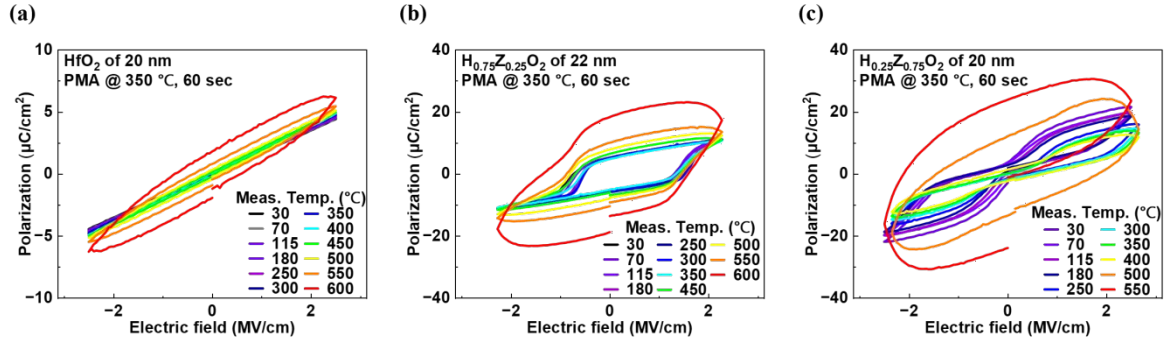 (a)
HfO2 of 20 nm
PMA @ 350 ℃, 60 sec
Polarization (μC/cm2)
10
5
0
−5
−10
Meas. Temp. (°C)
30 350
70 400
115 450
180 500
250 550
300 600
−2 0 2
Electric field (MV/cm)
(b)
H0.75Z0.25O2 of 22 nm
PMA @ 350 ℃, 60 sec
Polarization (μC/cm2)
40
20
0
−20
−40
Meas. Temp. (°C)
30 250 500
70 300 550
115 350 600
180 450
−2 0 2
Electric field (MV/cm)
(c)
H0.25Z0.75O2 of 20 nm
PMA @ 350 ℃, 60 sec
Polarization (μC/cm2)
40
20
0
−20
−40
Meas. Temp. (°C)
30 300
70 350
115 400
180 500
250 550
−2 0 2
Electric field (MV/cm)